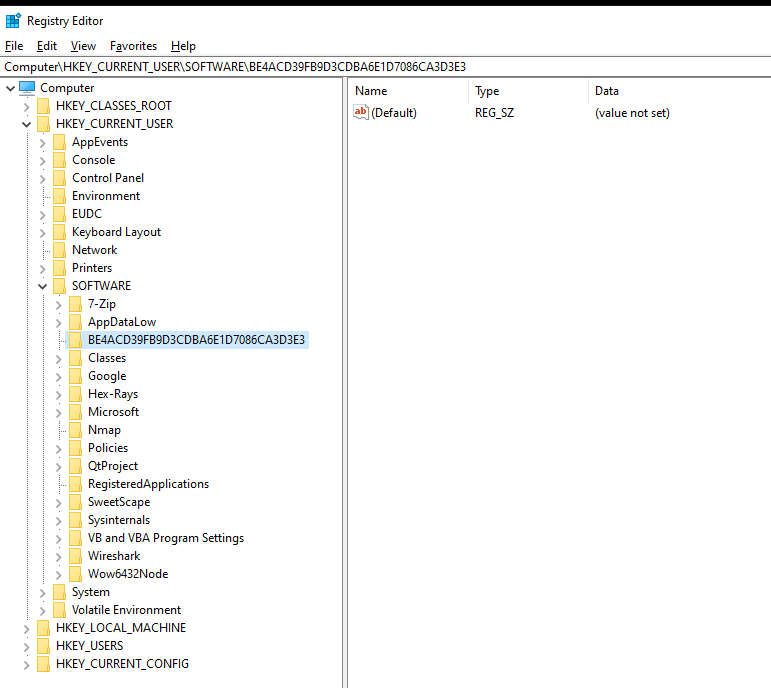 Registry Editor
File Edit View Favorites Help
Computer\HKEY_CURRENT_USER\SOFTWARE\BE4ACD39FB9D3CDBA6E1D7086CA3D3E3
Computer
HKEY_CLASSES_ROOT
HKEY_CURRENT_USER
AppEvents
Console
Control Panel
Environment
EUDC
Keyboard Layout
Network
Printers
SOFTWARE
7-Zip
AppDataLow
BE4ACD39FB9D3CDBA6E1D7086CA3D3E3
Classes
Google
Hex-Rays
Microsoft
Nmap
Policies
QtProject
RegisteredApplications
SweetScape
Sysinternals
VB and VBA Program Settings
Wireshark
Wow6432Node
System
Volatile Environment
HKEY_LOCAL_MACHINE
HKEY_USERS
HKEY_CURRENT_CONFIG
Name Type Data
ab (Default) REG_SZ (value not set)